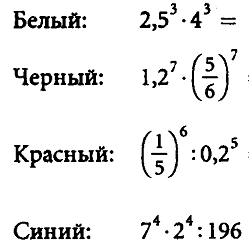 Белый: 2,5³ · 4³ =
Черный: 1,2⁷ · (5/6)⁷ =
Красный: (1/5)⁶ : 0,2⁵
Синий: 7⁴ · 2⁴ : 196